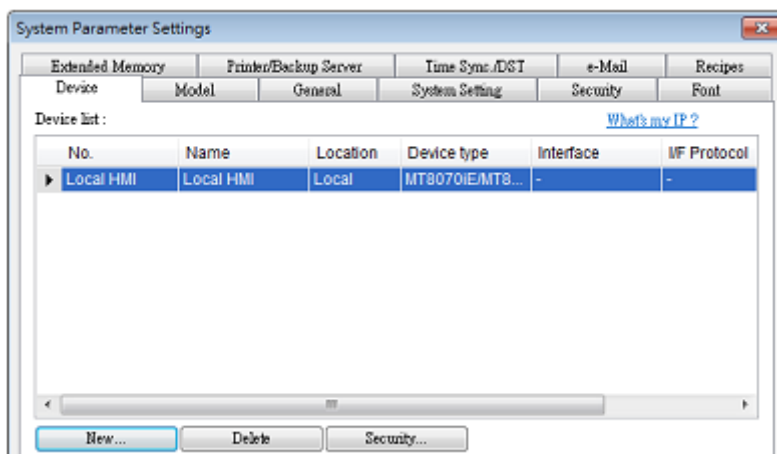 System Parameter Settings
Extended Memory Printer/Backup Server Time Sync./DST e-Mail Recipes
Device Model General System Setting Security Font
Device list : What's my IP ?
No. Name Location Device type Interface I/F Protocol
Local HMI Local HMI Local MT8070iE/MT8... - -
New... Delete Security...